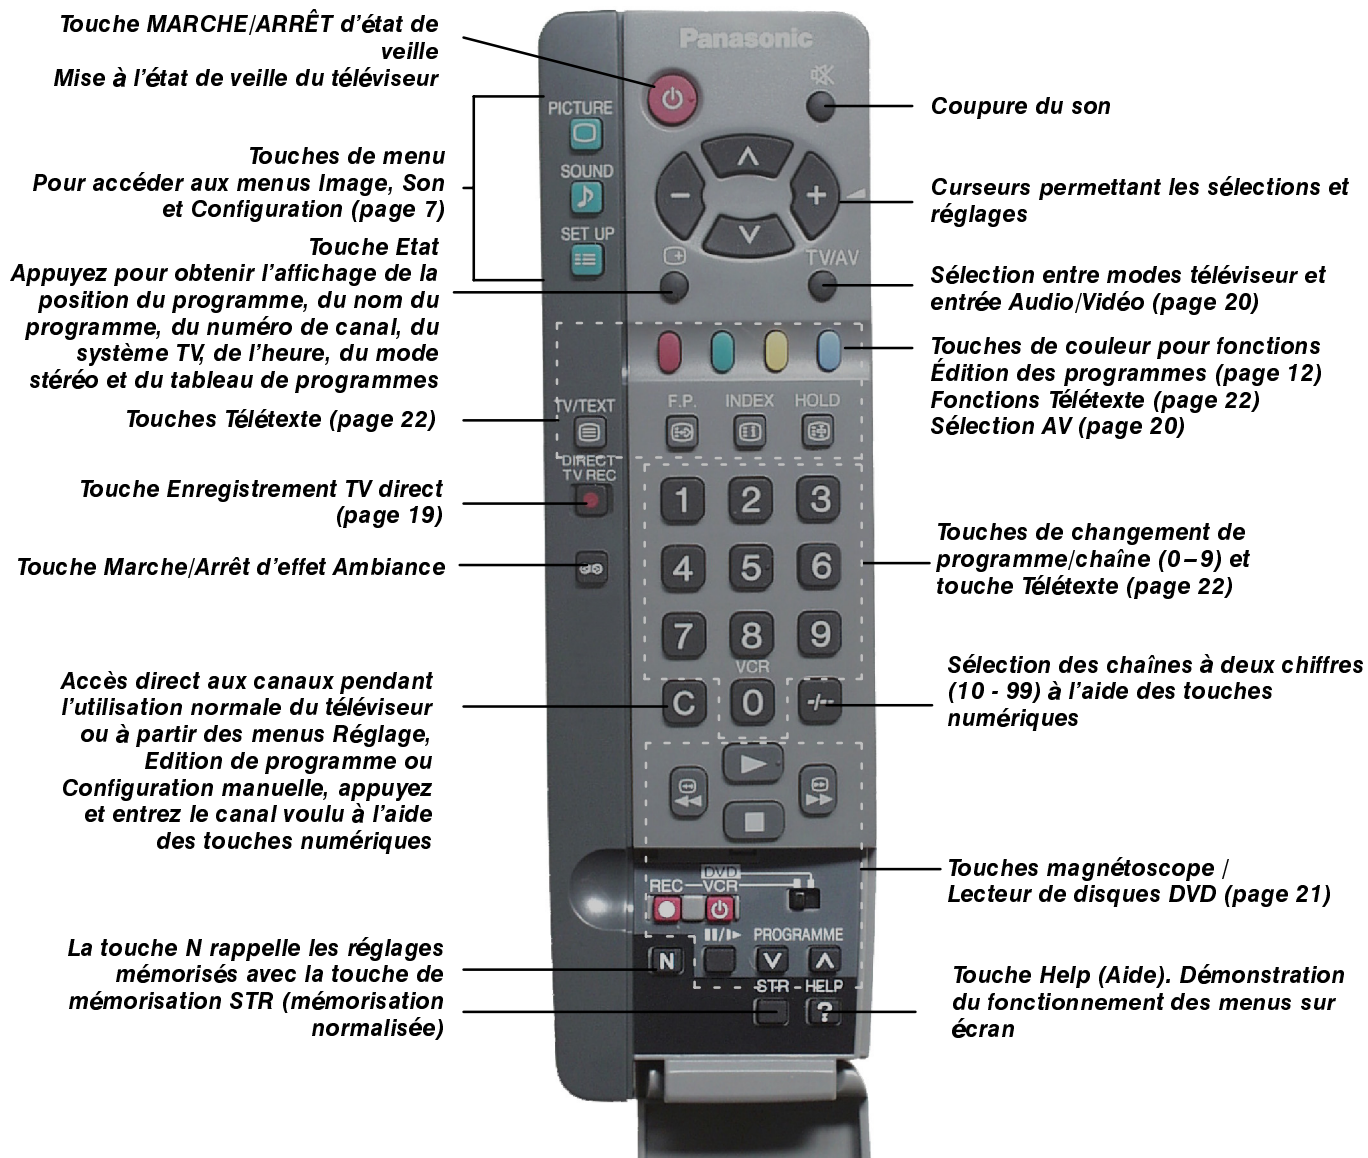 Touche MARCHE/ARRÊT d'état de
veille
Mise à l'état de veille du téléviseur
Touches de menu
Pour accéder aux menus Image, Son
et Configuration (page 7)
Touche Etat
Appuyez pour obtenir l'affichage de la
position du programme, du nom du
programme, du numéro de canal, du
système TV, de l'heure, du mode
stéréo et du tableau de programmes
Touches Télétexte (page 22)
Touche Enregistrement TV direct
(page 19)
Touche Marche/Arrêt d'effet Ambiance
Accès direct aux canaux pendant
l'utilisation normale du téléviseur
ou à partir des menus Réglage,
Edition de programme ou
Configuration manuelle, appuyez
et entrez le canal voulu à l'aide
des touches numériques
La touche N rappelle les réglages
mémorisés avec la touche de
mémorisation STR (mémorisation
normalisée)
Panasonic
PICTURE
SOUND
SET UP
TV/AV
TV/TEXT
F.P. INDEX HOLD
DIRECT
TV REC
1 2 3
4 5 6
7 8 9
VCR
C 0 -/--
DVD
REC VCR
PROGRAMME
N
STR HELP
?
Coupure du son
Curseurs permettant les sélections et
réglages
Sélection entre modes téléviseur et
entrée Audio/Vidéo (page 20)
Touches de couleur pour fonctions
Édition des programmes (page 12)
Fonctions Télétexte (page 22)
Sélection AV (page 20)
Touches de changement de
programme/chaîne (0–9) et
touche Télétexte (page 22)
Sélection des chaînes à deux chiffres
(10 - 99) à l'aide des touches
numériques
Touches magnétoscope /
Lecteur de disques DVD (page 21)
Touche Help (Aide). Démonstration
du fonctionnement des menus sur
écran